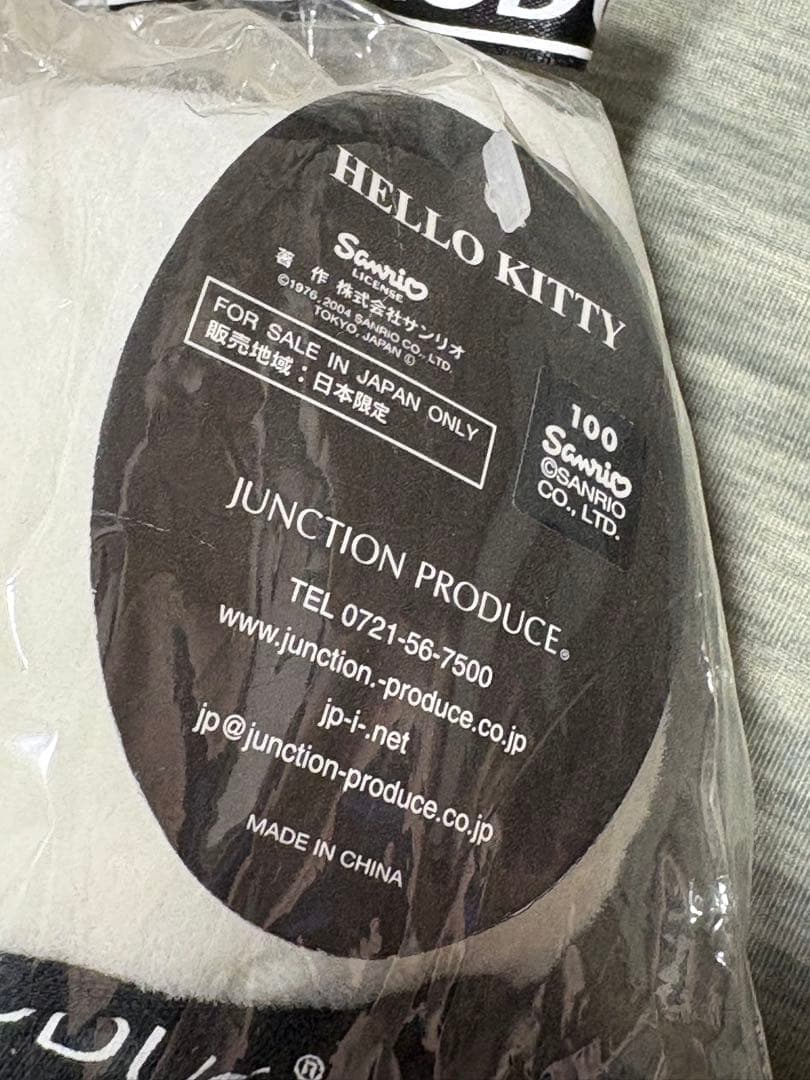 HELLO KITTY
Sanrio
LICENSE
著作 株式会社サンリオ
©1976, 2004 SANRIO CO., LTD.
TOKYO, JAPAN Ⓛ
FOR SALE IN JAPAN ONLY
販売地域：日本限定
100
Sanrio
©SANRIO
CO., LTD.
JUNCTION PRODUCE®
TEL 0721-56-7500
www.junction.-produce.co.jp
jp-i-.net
jp@junction-produce.co.jp
MADE IN CHINA